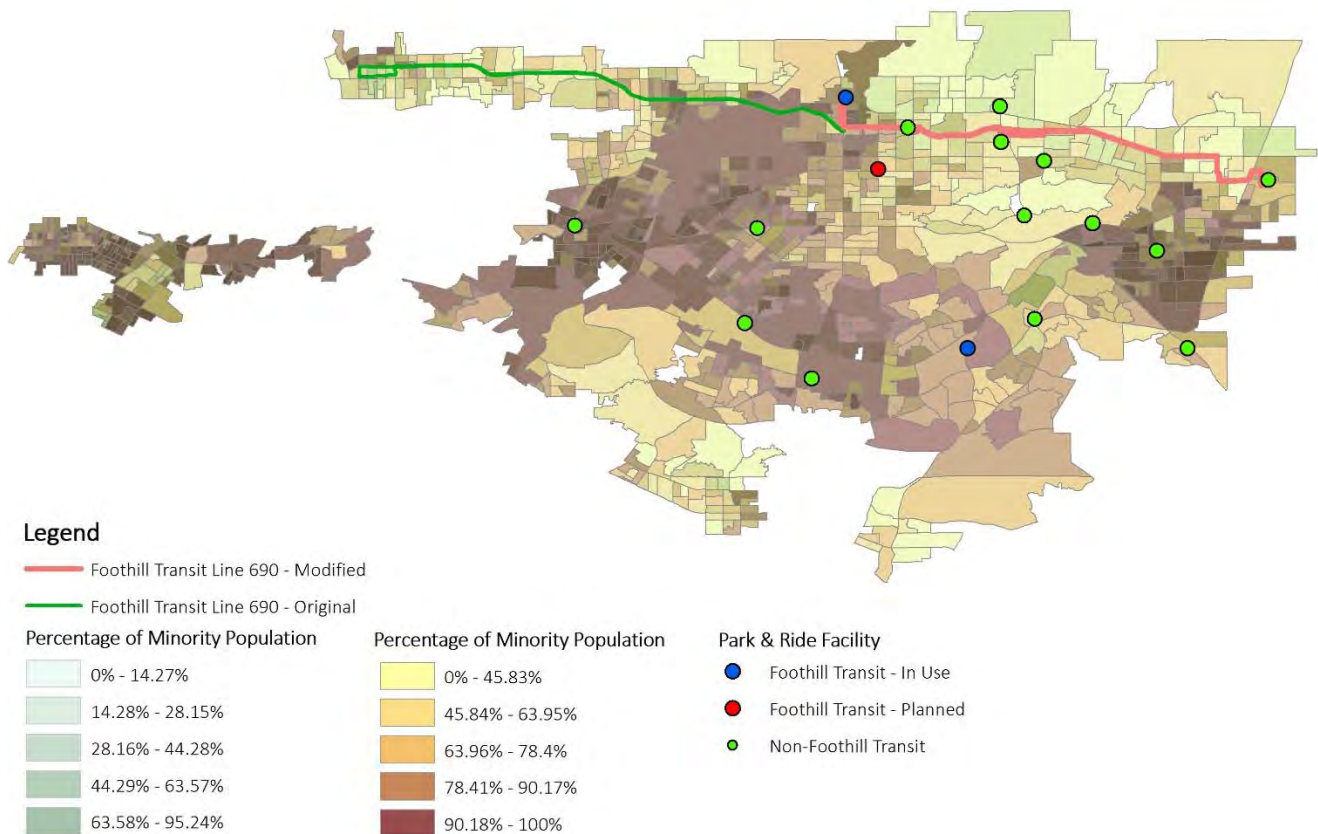 Legend
Foothill Transit Line 690 - Modified
Foothill Transit Line 690 - Original
Percentage of Minority Population
0% - 14.27%
14.28% - 28.15%
28.16% - 44.28%
44.29% - 63.57%
63.58% - 95.24%
Percentage of Minority Population
0% - 45.83%
45.84% - 63.95%
63.96% - 78.4%
78.41% - 90.17%
90.18% - 100%
Park & Ride Facility
Foothill Transit - In Use
Foothill Transit - Planned
Non-Foothill Transit